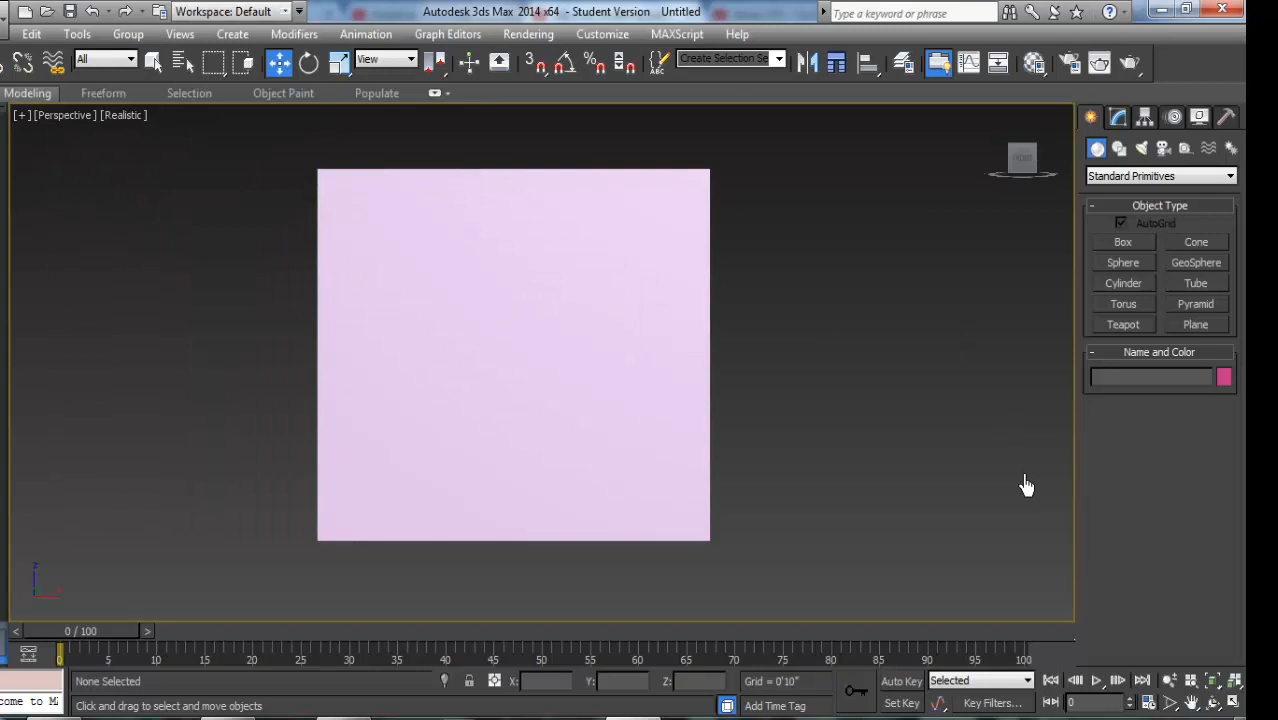 Workspace: Default
Autodesk 3ds Max 2014 x64 - Student Version Untitled
Type a keyword or phrase
Edit Tools Group Views Create Modifiers Animation Graph Editors Rendering Customize MAXScript Help
All
View
3
Create Selection Se
Modeling Freeform Selection Object Paint Populate
[+] [Perspective ] [Realistic ]
FRONT
Standard Primitives
- Object Type
AutoGrid
Box Cone
Sphere GeoSphere
Cylinder Tube
Torus Pyramid
Teapot Plane
- Name and Color
z
x
< 0 / 100 >
0 5 10 15 20 25 30 35 40 45 50 55 60 65 70 75 80 85 90 95 100
None Selected X: Y: Z: Grid = 0'10" Auto Key Selected
come to M
Click and drag to select and move objects Add Time Tag Set Key Key Filters... 0